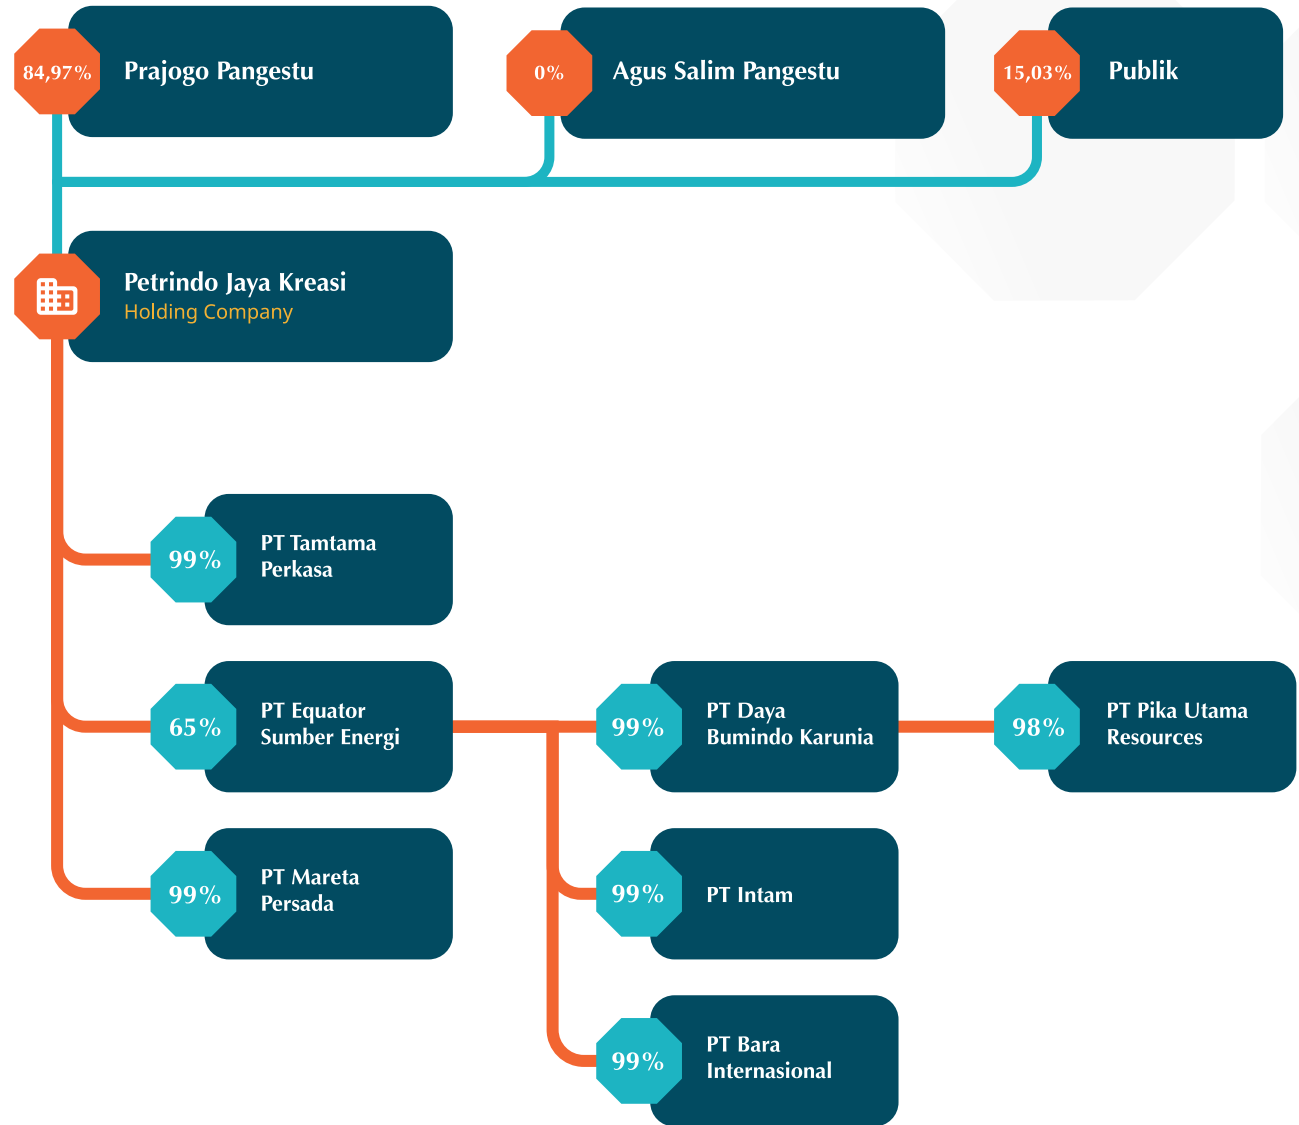 84,97%
Prajogo Pangestu
0%
Agus Salim Pangestu
15,03%
Publik
Petrindo Jaya Kreasi
Holding Company
99%
PT Tamtama
Perkasa
65%
PT Equator
Sumber Energi
99%
PT Daya
Bumindo Karunia
98%
PT Pika Utama
Resources
99%
PT Mareta
Persada
99%
PT Intam
99%
PT Bara
Internasional